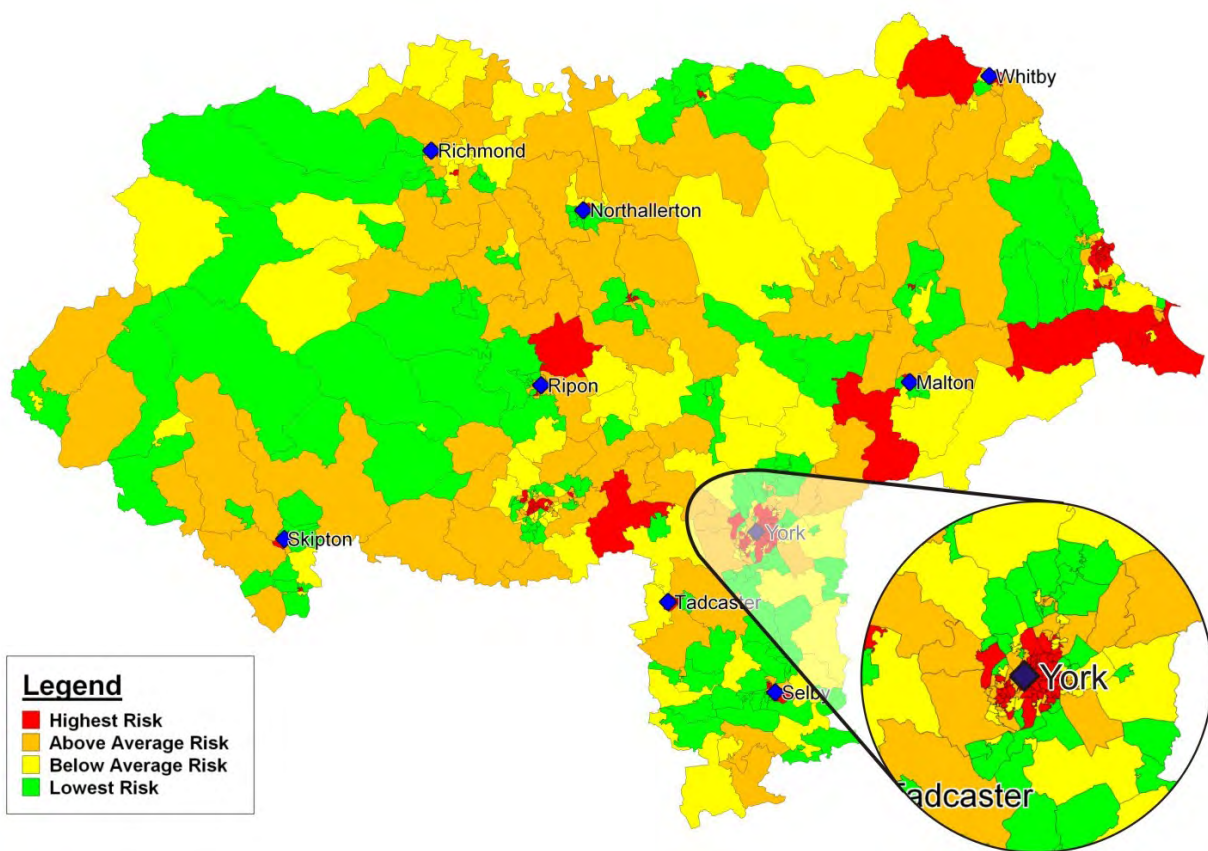 Whitby
Richmond
Northallerton
Ripon
Malton
Skipton
York
Tadcaster
Selby
York
Tadcaster
Legend
Highest Risk
Above Average Risk
Below Average Risk
Lowest Risk